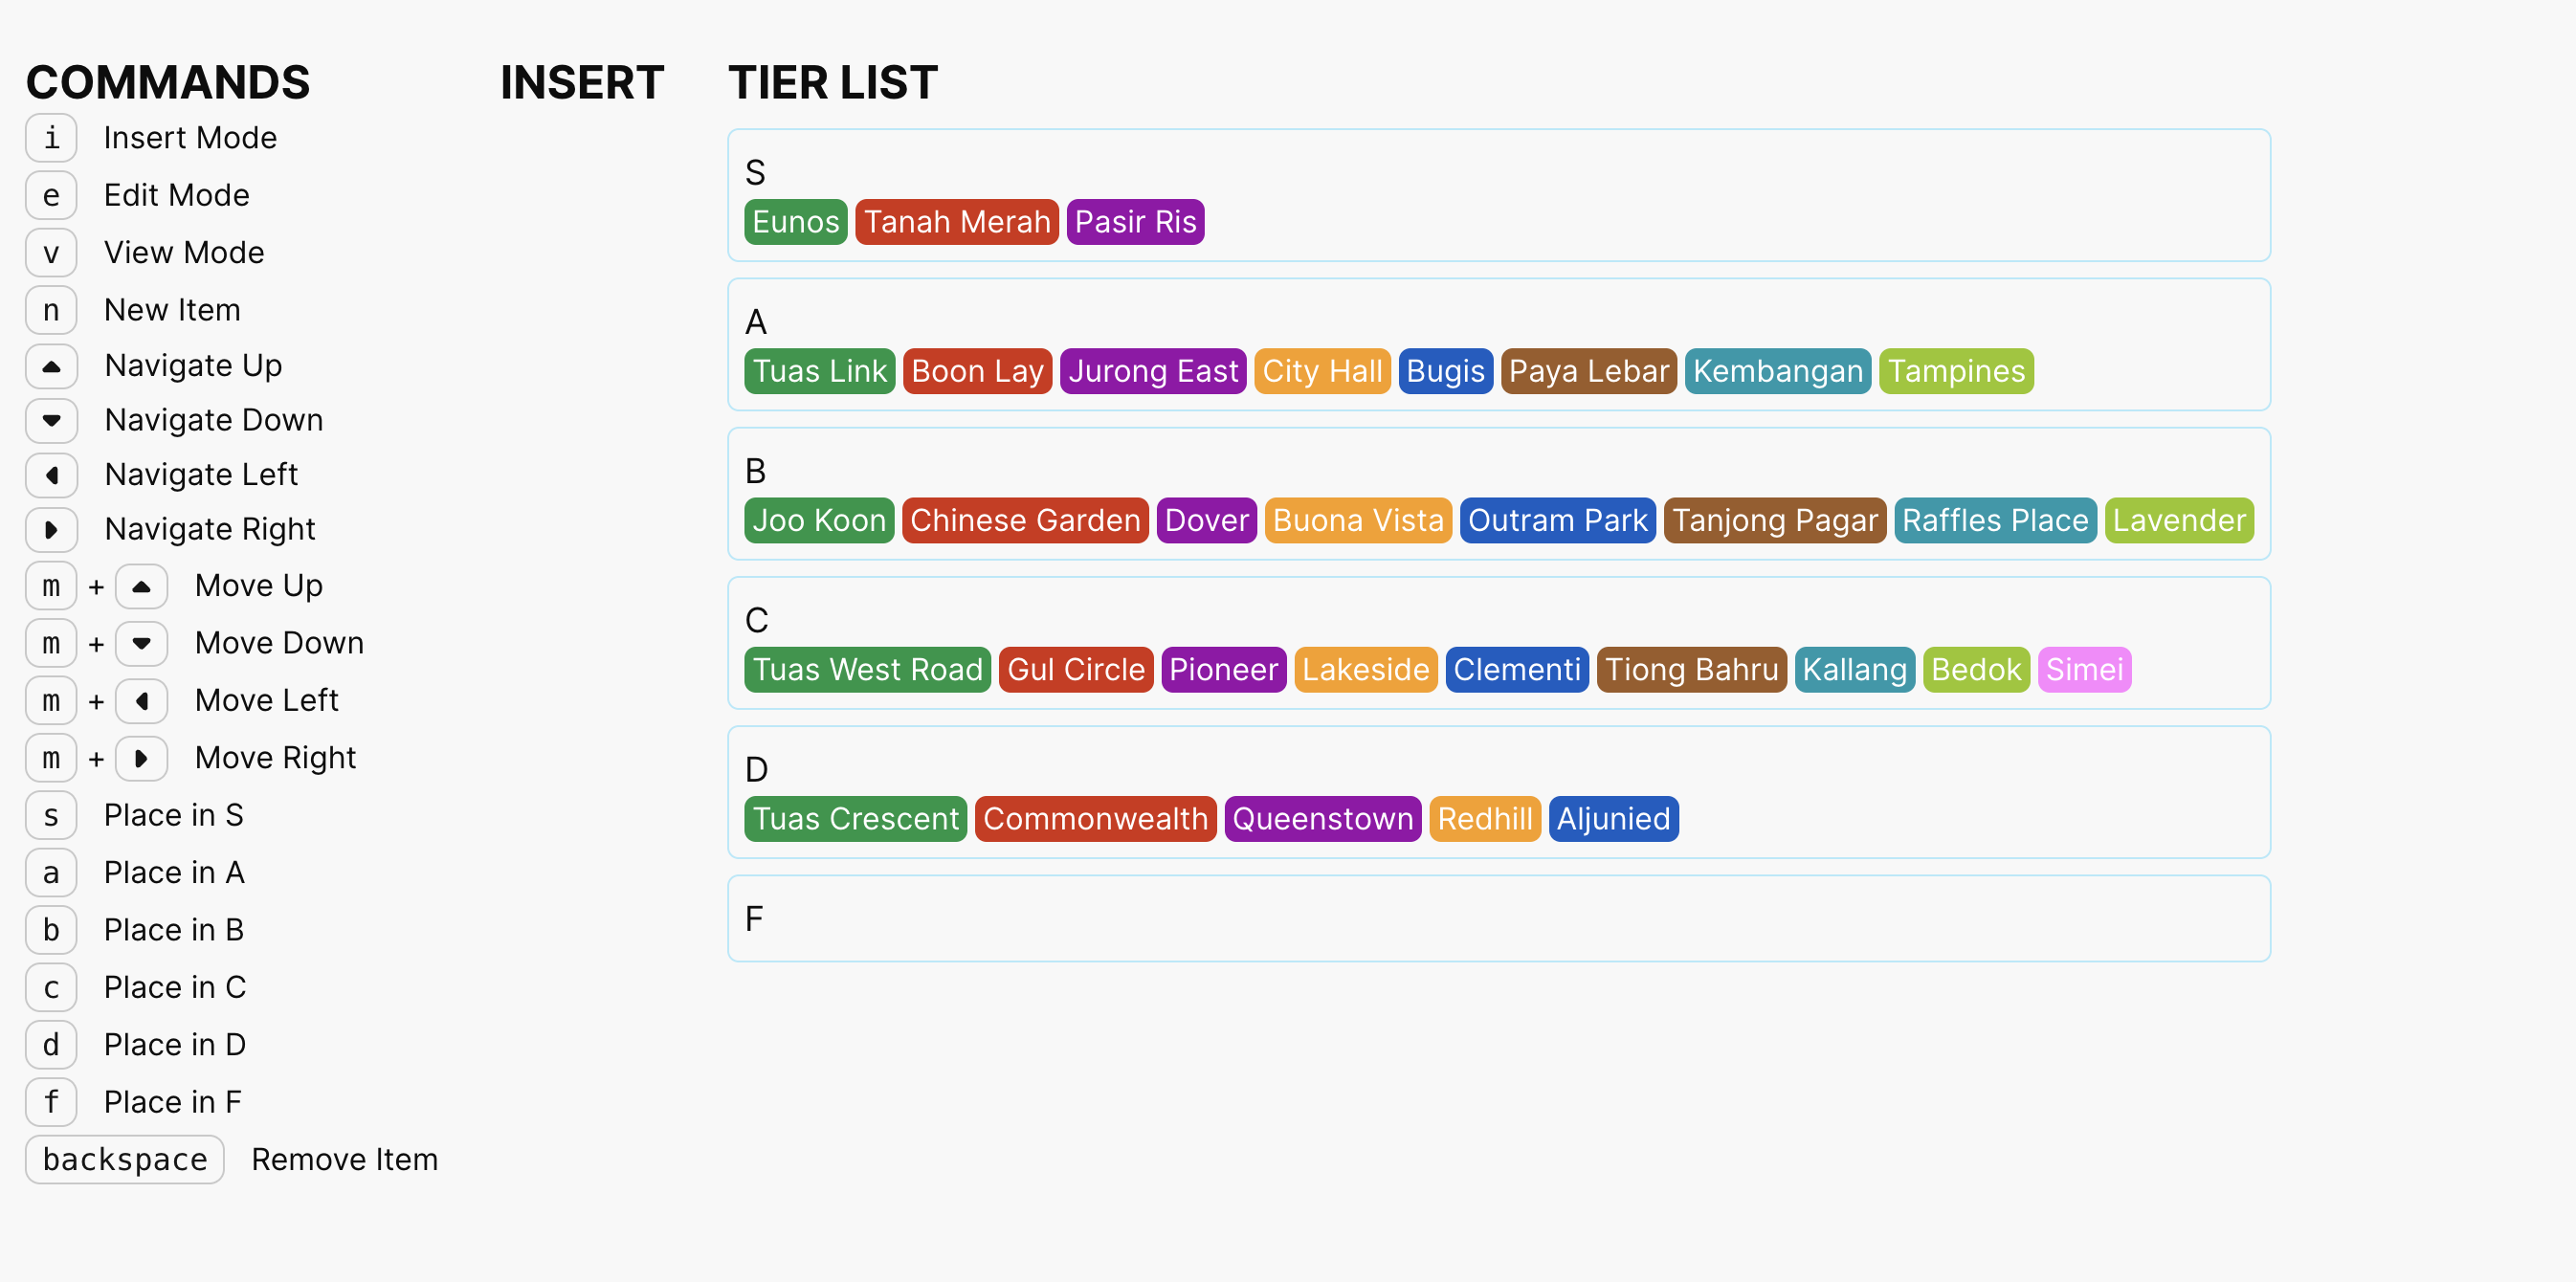 COMMANDS
i Insert Mode
e Edit Mode
v View Mode
n New Item
Navigate Up
Navigate Down
Navigate Left
Navigate Right
m + Move Up
m + Move Down
m + Move Left
m + Move Right
s Place in S
a Place in A
b Place in B
c Place in C
d Place in D
f Place in F
backspace Remove Item
INSERT
TIER LIST
S
Eunos Tanah Merah Pasir Ris
A
Tuas Link Boon Lay Jurong East City Hall Bugis Paya Lebar Kembangan Tampines
B
Joo Koon Chinese Garden Dover Buona Vista Outram Park Tanjong Pagar Raffles Place Lavender
C
Tuas West Road Gul Circle Pioneer Lakeside Clementi Tiong Bahru Kallang Bedok Simei
D
Tuas Crescent Commonwealth Queenstown Redhill Aljunied
F